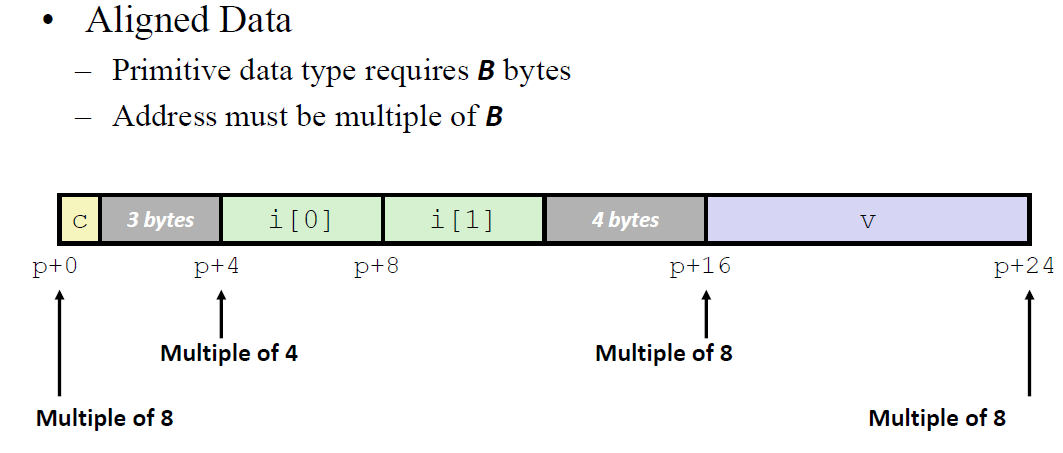 • Aligned Data
– Primitive data type requires B bytes
– Address must be multiple of B
c 3 bytes i[0] i[1] 4 bytes v
p+0 p+4 p+8 p+16 p+24
Multiple of 4 Multiple of 8
Multiple of 8 Multiple of 8